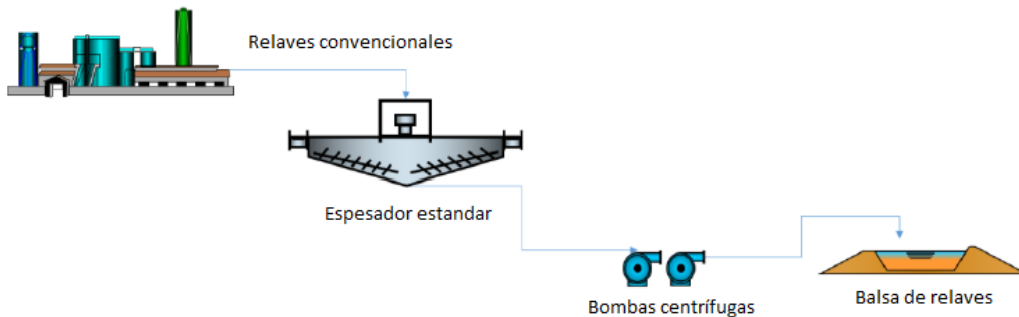 Relaves convencionales
Espesador estandar
Bombas centrífugas
Balsa de relaves